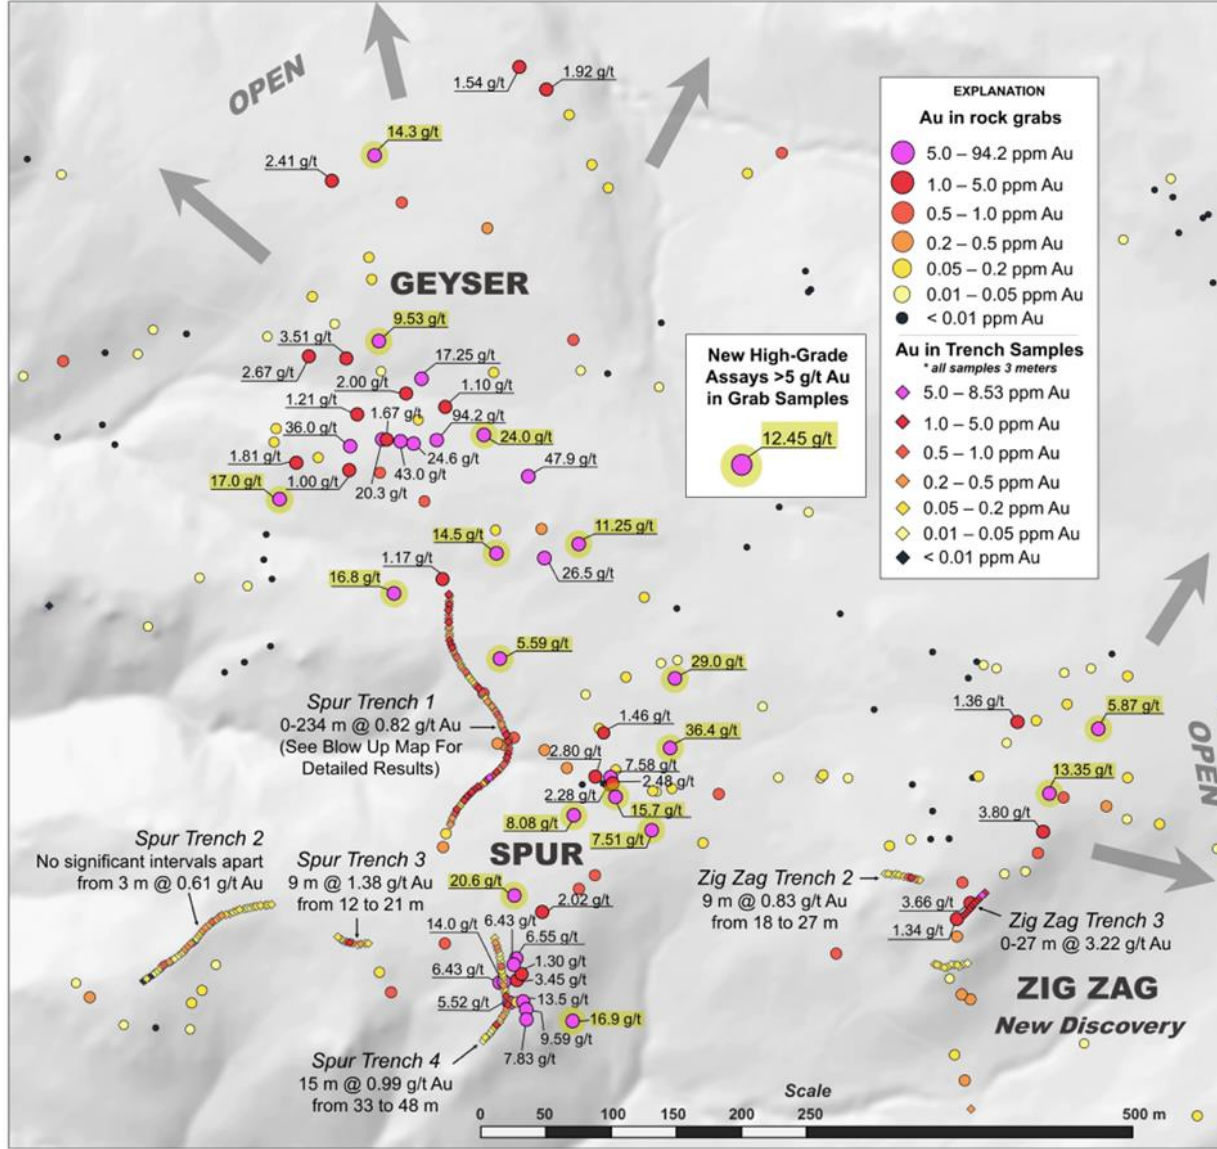 OPEN
1.54 g/t
1.92 g/t
14.3 g/t
2.41 g/t
GEYSER
9.53 g/t
3.51 g/t
2.67 g/t
17.25 g/t
2.00 g/t
1.10 g/t
1.21 g/t
1.67 g/t
36.0 g/t
94.2 g/t
24.0 g/t
1.81 g/t
24.6 g/t
47.9 g/t
17.0 g/t
1.00 g/t
43.0 g/t
20.3 g/t
14.5 g/t
11.25 g/t
1.17 g/t
26.5 g/t
16.8 g/t
5.59 g/t
29.0 g/t
EXPLANATION
Au in rock grabs
5.0 – 94.2 ppm Au
1.0 – 5.0 ppm Au
0.5 – 1.0 ppm Au
0.2 – 0.5 ppm Au
0.05 – 0.2 ppm Au
0.01 – 0.05 ppm Au
< 0.01 ppm Au
Au in Trench Samples
* all samples 3 meters
5.0 – 8.53 ppm Au
1.0 – 5.0 ppm Au
0.5 – 1.0 ppm Au
0.2 – 0.5 ppm Au
0.05 – 0.2 ppm Au
0.01 – 0.05 ppm Au
< 0.01 ppm Au
New High-Grade
Assays >5 g/t Au
in Grab Samples
12.45 g/t
Spur Trench 1
0-234 m @ 0.82 g/t Au
(See Blow Up Map For
Detailed Results)
1.46 g/t
36.4 g/t
2.80 g/t
7.58 g/t
2.48 g/t
2.28 g/t
15.7 g/t
8.08 g/t
7.51 g/t
SPUR
1.36 g/t
5.87 g/t
OPEN
13.35 g/t
3.80 g/t
Spur Trench 2
No significant intervals apart
from 3 m @ 0.61 g/t Au
Spur Trench 3
9 m @ 1.38 g/t Au
from 12 to 21 m
20.6 g/t
2.02 g/t
14.0 g/t
6.43 g/t
6.55 g/t
1.30 g/t
6.43 g/t
3.45 g/t
5.52 g/t
13.5 g/t
9.59 g/t
16.9 g/t
7.83 g/t
Spur Trench 4
15 m @ 0.99 g/t Au
from 33 to 48 m
Zig Zag Trench 2
9 m @ 0.83 g/t Au
from 18 to 27 m
3.66 g/t
1.34 g/t
Zig Zag Trench 3
0-27 m @ 3.22 g/t Au
ZIG ZAG
New Discovery
Scale
0 50 100 150 200 250 500 m